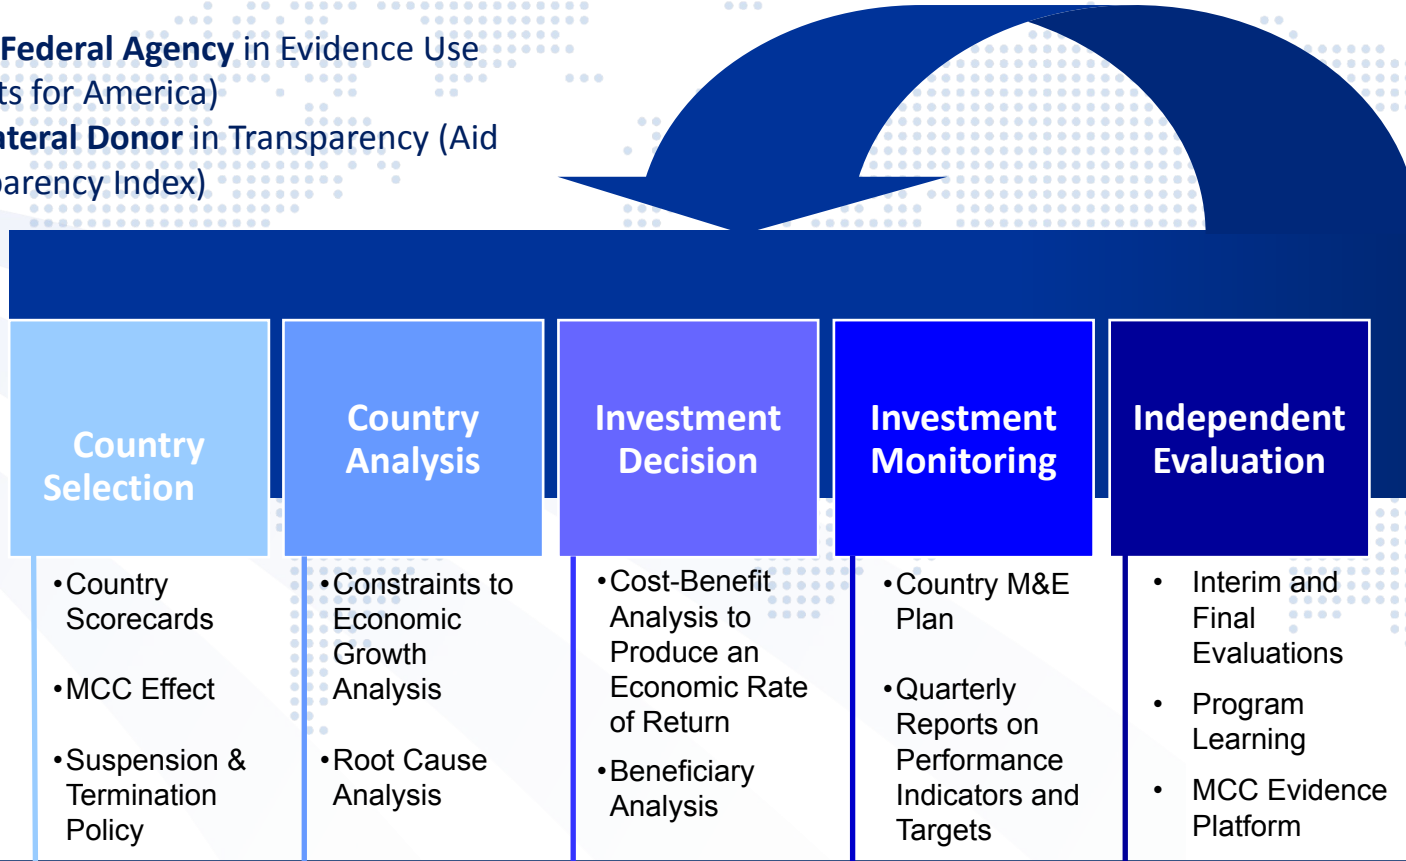 Federal Agency in Evidence Use
ts for America)
ateral Donor in Transparency (Aid
parency Index)
Country
Selection
Country
Analysis
Investment
Decision
Investment
Monitoring
Independent
Evaluation
•Country
Scorecards
•MCC Effect
•Suspension &
Termination
Policy
•Constraints to
Economic
Growth
Analysis
•Root Cause
Analysis
•Cost-Benefit
Analysis to
Produce an
Economic Rate
of Return
•Beneficiary
Analysis
•Country M&E
Plan
•Quarterly
Reports on
Performance
Indicators and
Targets
• Interim and
Final
Evaluations
• Program
Learning
• MCC Evidence
Platform